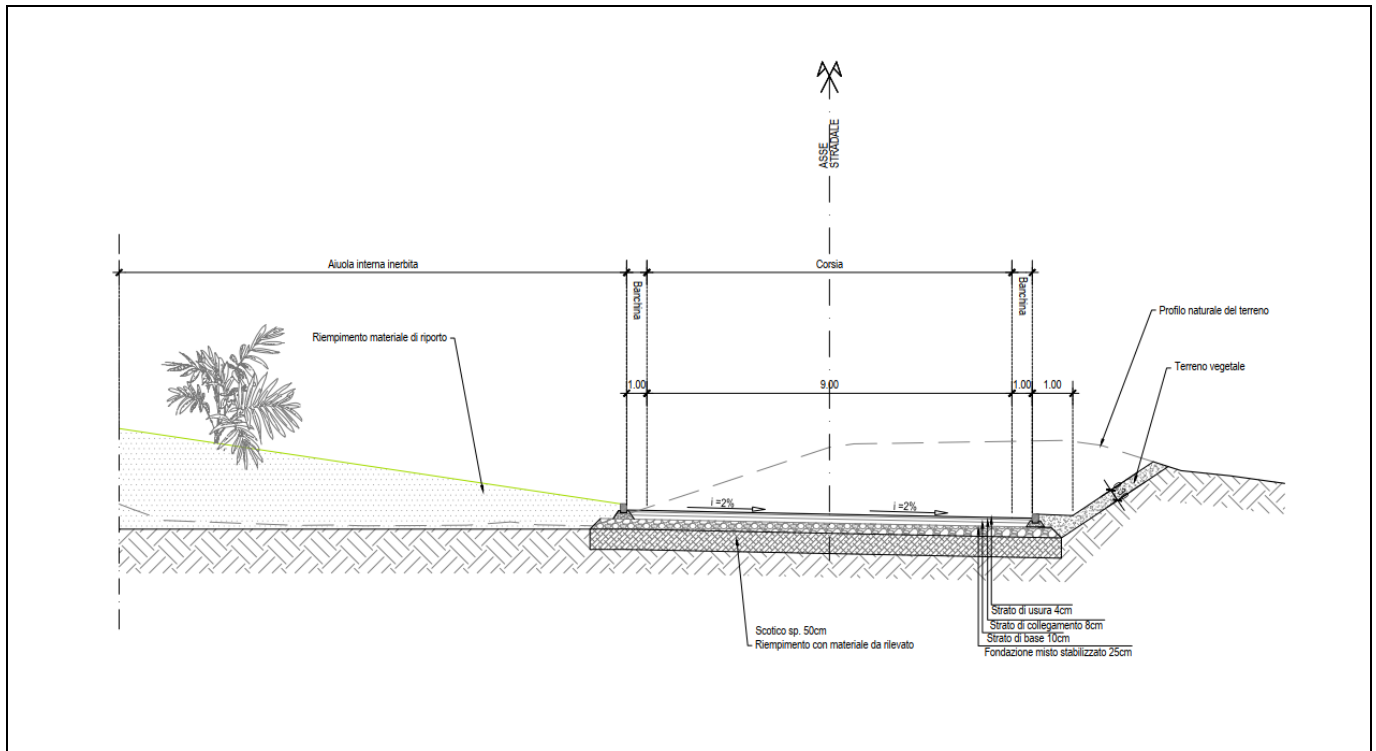 ASSE
STRADALE
Aiuola interna inerbita
Banchina
Corsia
Banchina
Profilo naturale del terreno
Riempimento materiale di riporto
Terreno vegetale
1.00
9.00
1.00
1.00
i =2%
i =2%
Strato di usura 4cm
Strato di collegamento 8cm
Strato di base 10cm
Fondazione misto stabilizzato 25cm
Scotico sp. 50cm
Riempimento con materiale da rilevato